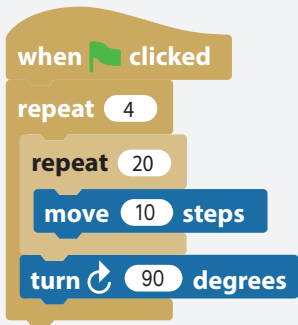 when clicked
repeat 4
repeat 20
move 10 steps
turn 90 degrees